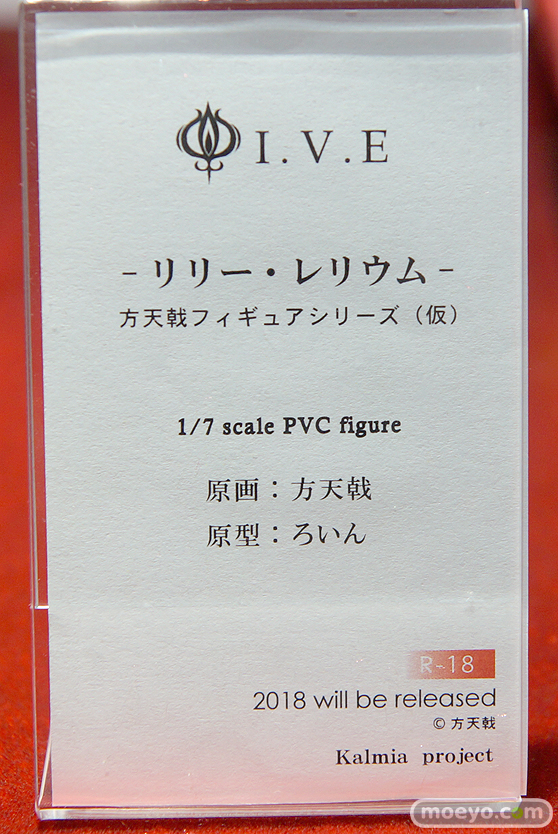 I.V.E
-リリー・レリウム-
方天戟フィギュアシリーズ（仮）
1/7 scale PVC figure
原画：方天戟
原型：ろいん
R-18
2018 will be released
© 方天戟
Kalmia project
moeyo.com